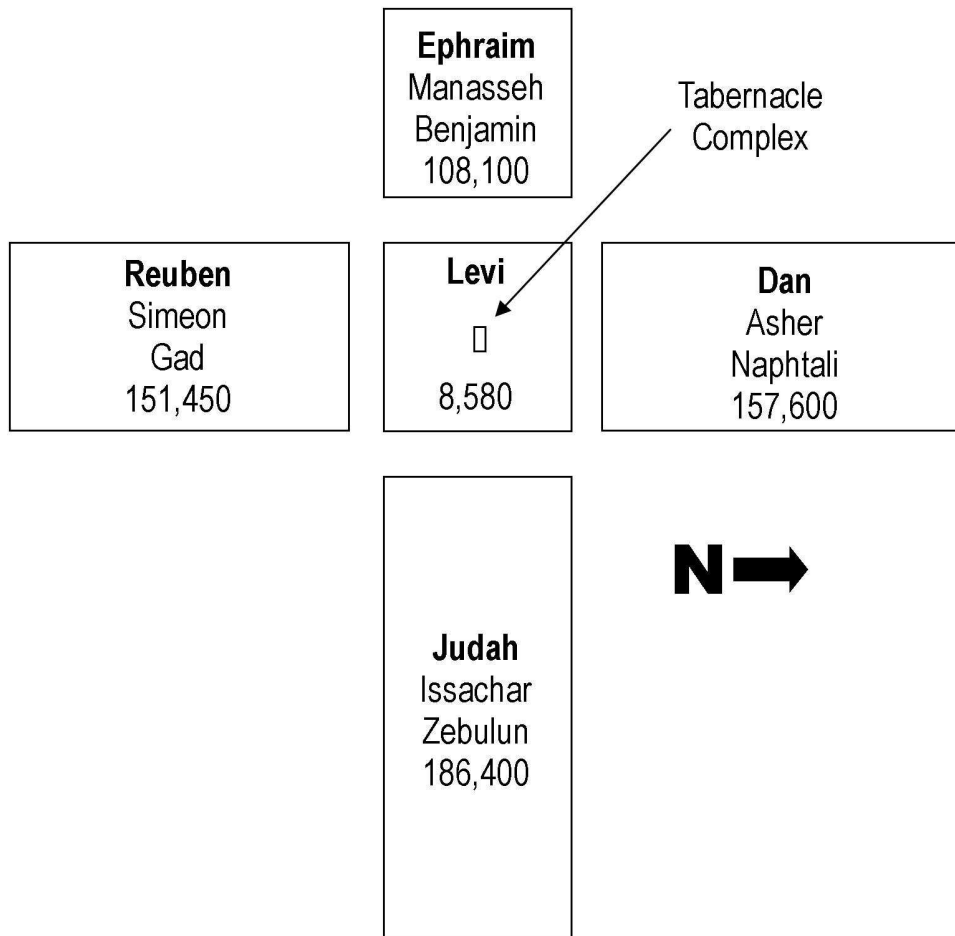 Ephraim
Manasseh
Benjamin
108,100
Tabernacle
Complex
Reuben
Simeon
Gad
151,450
Levi
8,580
Dan
Asher
Naphtali
157,600
N
Judah
Issachar
Zebulun
186,400